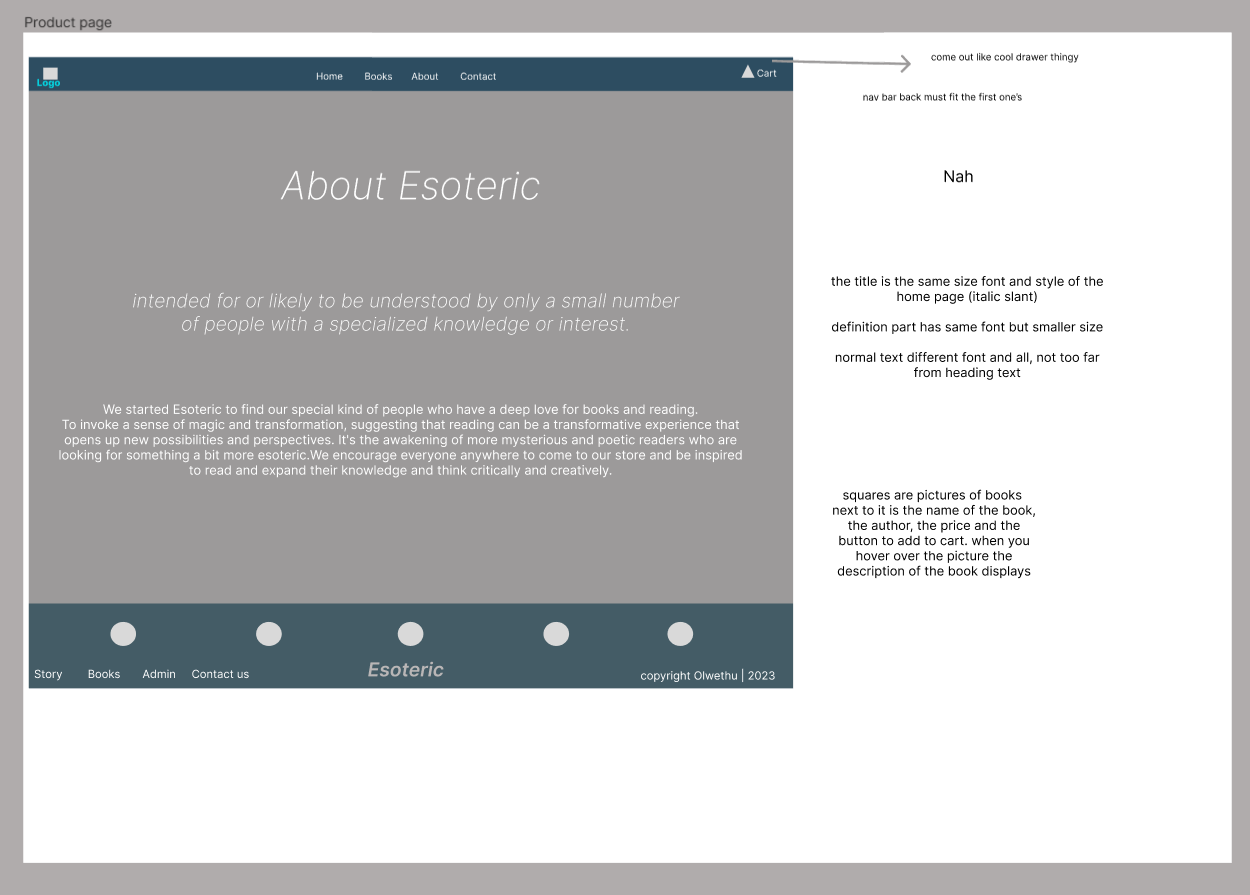 Product page
Logo
Home Books About Contact
Cart
come out like cool drawer thingy
nav bar back must fit the first one's
About Esoteric
Nah
intended for or likely to be understood by only a small number
of people with a specialized knowledge or interest.
the title is the same size font and style of the
home page (italic slant)
definition part has same font but smaller size
normal text different font and all, not too far
from heading text
We started Esoteric to find our special kind of people who have a deep love for books and reading.
To invoke a sense of magic and transformation, suggesting that reading can be a transformative experience that
opens up new possibilities and perspectives. It's the awakening of more mysterious and poetic readers who are
looking for something a bit more esoteric.We encourage everyone anywhere to come to our store and be inspired
to read and expand their knowledge and think critically and creatively.
squares are pictures of books
next to it is the name of the book,
the author, the price and the
button to add to cart. when you
hover over the picture the
description of the book displays
Story Books Admin Contact us
Esoteric
copyright Olwethu | 2023